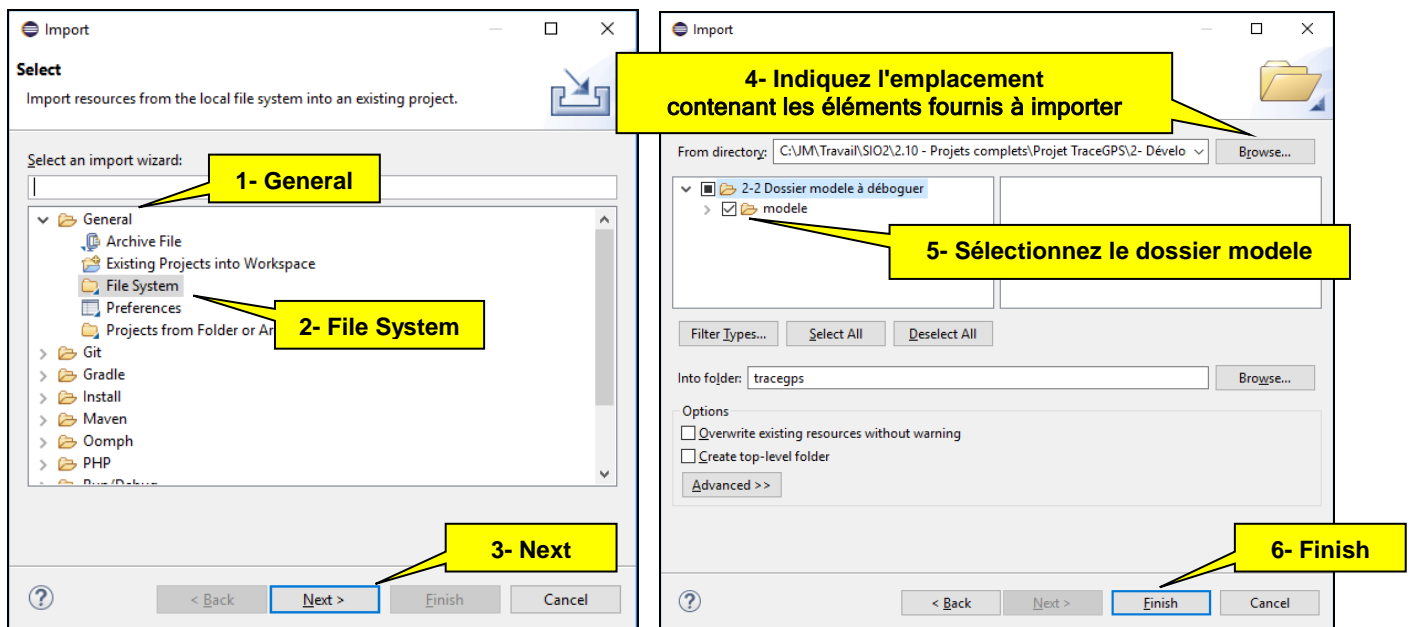 Import
Select
Import resources from the local file system into an existing project.
Select an import wizard:
1- General
General
Archive File
Existing Projects into Workspace
File System
Preferences
Projects from Folder or Ar
2- File System
Git
Gradle
Install
Maven
Oomph
PHP
Run/Debug
3- Next
< Back
Next >
Finish
Cancel
Import
4- Indiquez l'emplacement
contenant les éléments fournis à importer
From directory:
C:\JM\Travail\SIO2\2.10 - Projets complets\Projet TraceGPS\2- Dévelo
Browse...
2-2 Dossier modele à déboguer
modele
5- Sélectionnez le dossier modele
Filter Types...
Select All
Deselect All
Into folder:
tracegps
Browse...
Options
Overwrite existing resources without warning
Create top-level folder
Advanced >>
6- Finish
< Back
Next >
Finish
Cancel